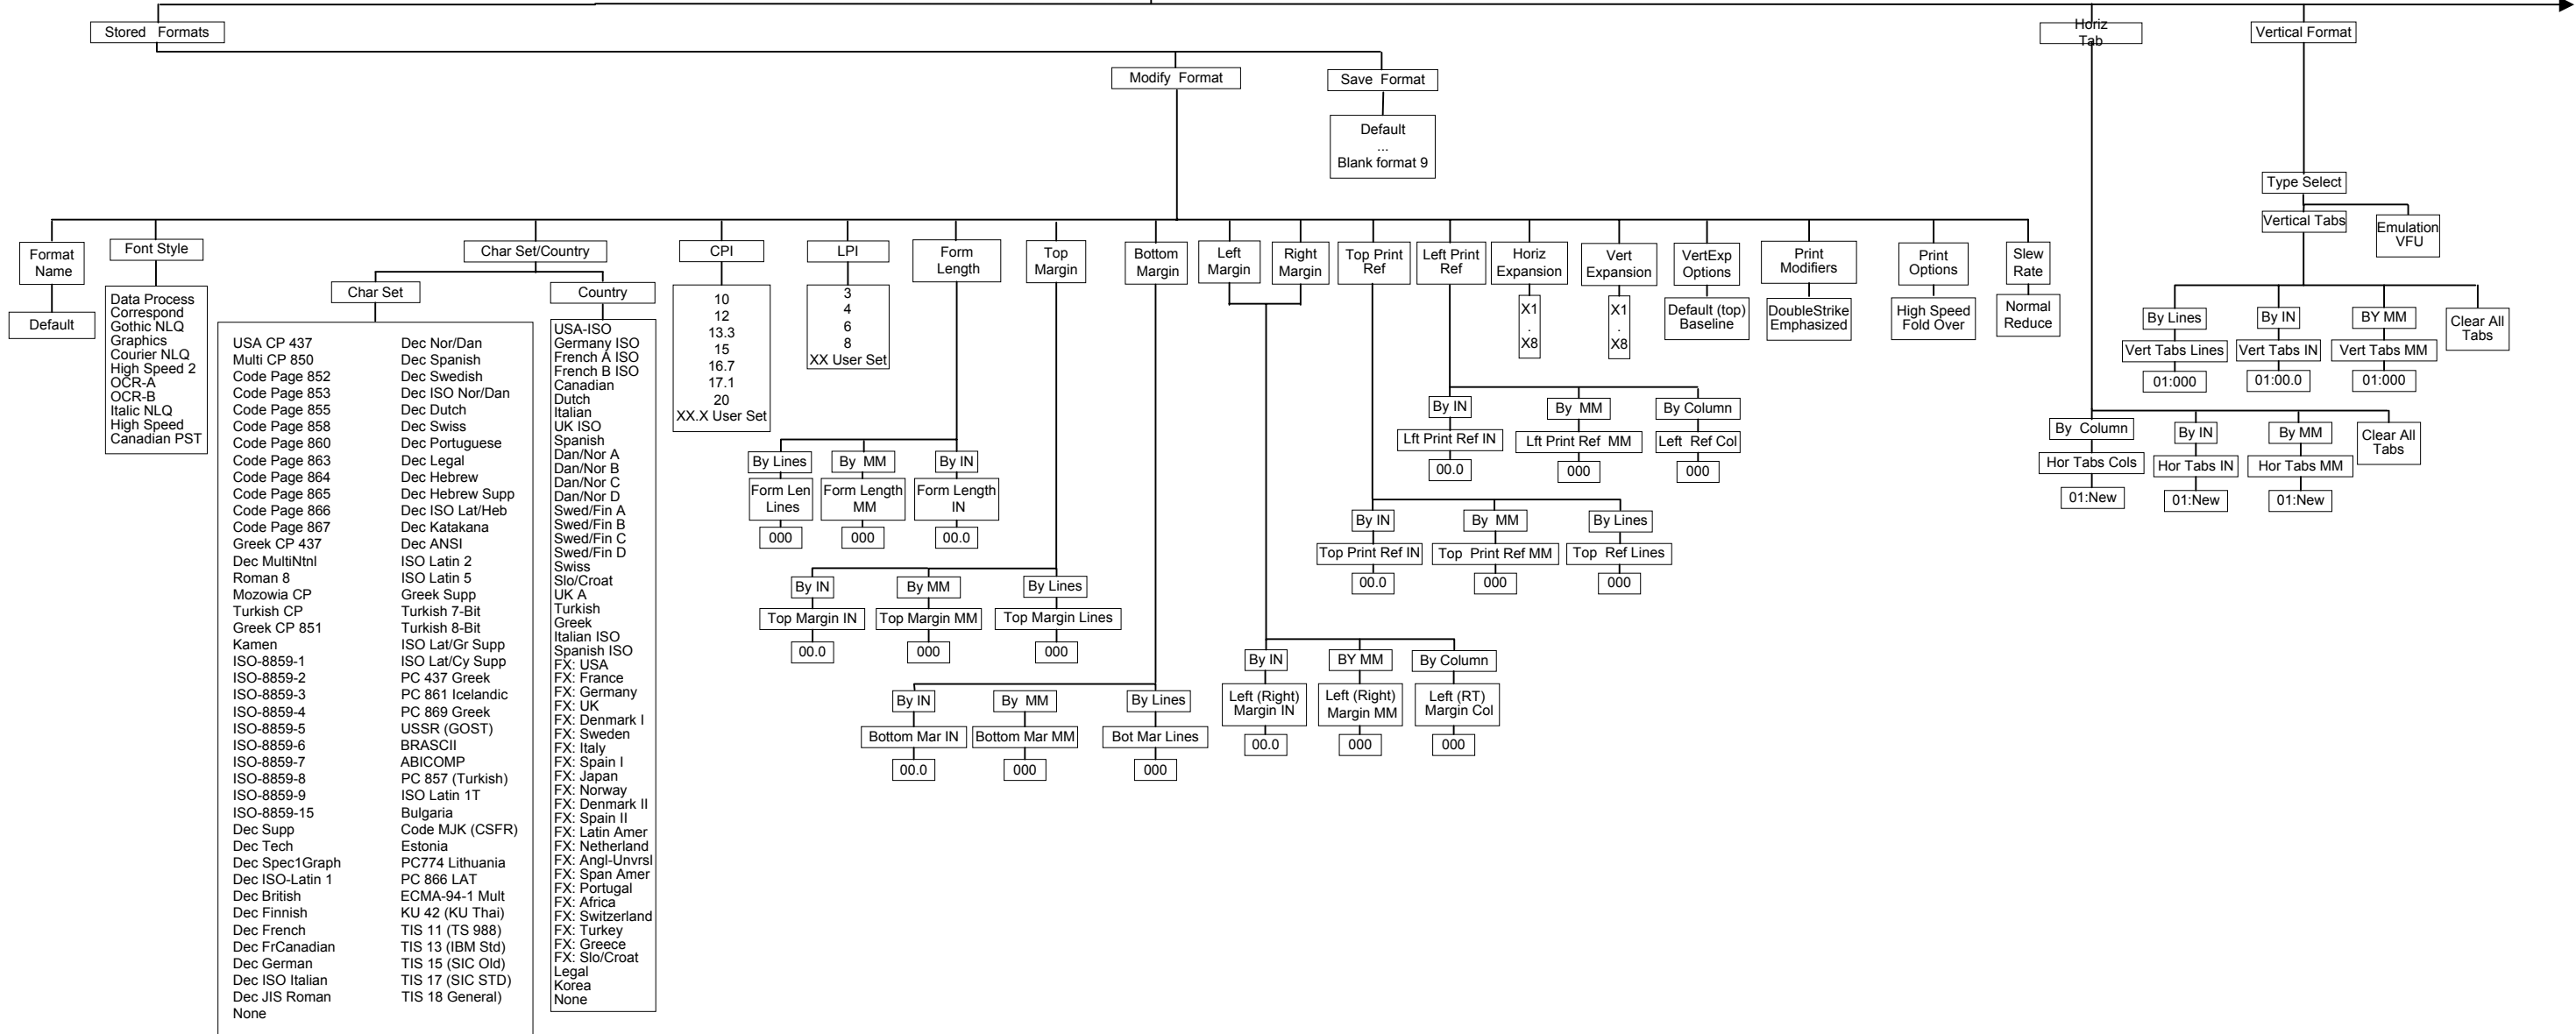 Stored Formats
Horiz
Tab
Vertical Format
Modify Format
Save Format
Default
...
Blank format 9
Type Select
Vertical Tabs
Emulation
VFU
Format
Name
Default
Font Style
Data Process
Correspond
Gothic NLQ
Graphics
Courier NLQ
High Speed 2
OCR-A
OCR-B
Italic NLQ
High Speed
Canadian PST
Char Set/Country
Char Set
USA CP 437
Multi CP 850
Code Page 852
Code Page 853
Code Page 855
Code Page 858
Code Page 860
Code Page 863
Code Page 864
Code Page 865
Code Page 866
Code Page 867
Greek CP 437
Dec MultiNtnl
Roman 8
Mozowia CP
Turkish CP
Greek CP 851
Kamen
ISO-8859-1
ISO-8859-2
ISO-8859-3
ISO-8859-4
ISO-8859-5
ISO-8859-6
ISO-8859-7
ISO-8859-8
ISO-8859-9
ISO-8859-15
Dec Supp
Dec Tech
Dec Spec1Graph
Dec ISO-Latin 1
Dec British
Dec Finnish
Dec French
Dec FrCanadian
Dec German
Dec ISO Italian
Dec JIS Roman
None
Dec Nor/Dan
Dec Spanish
Dec Swedish
Dec ISO Nor/Dan
Dec Dutch
Dec Swiss
Dec Portuguese
Dec Legal
Dec Hebrew
Dec Hebrew Supp
Dec ISO Lat/Heb
Dec Katakana
Dec ANSI
ISO Latin 2
ISO Latin 5
Greek Supp
Turkish 7-Bit
Turkish 8-Bit
ISO Lat/Gr Supp
ISO Lat/Cy Supp
PC 437 Greek
PC 861 Icelandic
PC 869 Greek
USSR (GOST)
BRASCII
ABICOMP
PC 857 (Turkish)
ISO Latin 1T
Bulgaria
Code MJK (CSFR)
Estonia
PC774 Lithuania
PC 866 LAT
ECMA-94-1 Mult
KU 42 (KU Thai)
TIS 11 (TS 988)
TIS 13 (IBM Std)
TIS 15 (SIC Old)
TIS 17 (SIC STD)
TIS 18 General)
Country
USA-ISO
Germany ISO
French A ISO
French B ISO
Canadian
Dutch
Italian
UK ISO
Spanish
Dan/Nor A
Dan/Nor B
Dan/Nor C
Dan/Nor D
Swed/Fin A
Swed/Fin B
Swed/Fin C
Swed/Fin D
Swiss
Slo/Croat
UK A
Turkish
Greek
Italian ISO
Spanish ISO
FX: USA
FX: France
FX: Germany
FX: UK
FX: Denmark I
FX: Sweden
FX: Italy
FX: Spain I
FX: Japan
FX: Norway
FX: Denmark II
FX: Spain II
FX: Latin Amer
FX: Netherland
FX: Angl-Unvrsl
FX: Span Amer
FX: Portugal
FX: Africa
FX: Switzerland
FX: Turkey
FX: Greece
FX: Slo/Croat
Legal
Korea
None
CPI
10
12
13.3
15
16.7
17.1
20
XX.X User Set
LPI
3
4
6
8
XX User Set
Form
Length
By Lines
Form Len
Lines
000
By MM
Form Length
MM
000
By IN
Form Length
IN
00.0
Top
Margin
By IN
Top Margin IN
00.0
By MM
Top Margin MM
000
By Lines
Top Margin Lines
000
Bottom
Margin
By IN
Bottom Mar IN
00.0
By MM
Bottom Mar MM
000
By Lines
Bot Mar Lines
000
Left
Margin
Right
Margin
By IN
Left (Right)
Margin IN
00.0
BY MM
Left (Right)
Margin MM
000
By Column
Left (RT)
Margin Col
000
Top Print
Ref
By IN
Top Print Ref IN
00.0
By MM
Top Print Ref MM
000
By Lines
Top Ref Lines
000
Left Print
Ref
By IN
Lft Print Ref IN
00.0
By MM
Lft Print Ref MM
000
By Column
Left Ref Col
000
Horiz
Expansion
X1
.
X8
Vert
Expansion
X1
.
X8
VertExp
Options
Default (top)
Baseline
Print
Modifiers
DoubleStrike
Emphasized
Print
Options
High Speed
Fold Over
Slew
Rate
Normal
Reduce
By Lines
Vert Tabs Lines
01:000
By IN
Vert Tabs IN
01:00.0
BY MM
Vert Tabs MM
01:000
Clear All
Tabs
By Column
Hor Tabs Cols
01:New
By IN
Hor Tabs IN
01:New
By MM
Hor Tabs MM
01:New
Clear All
Tabs